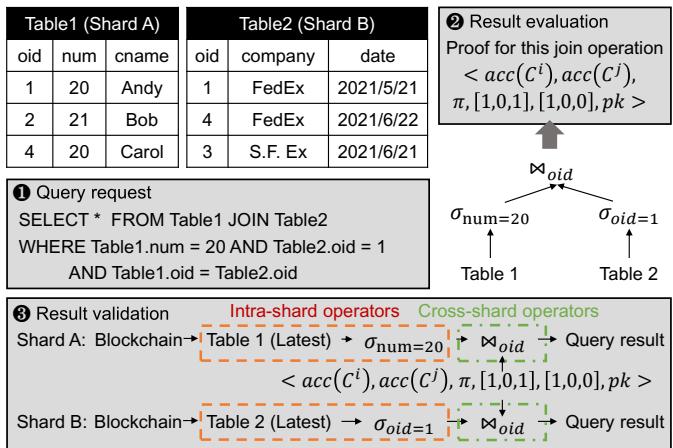 Table1 (Shard A)
oid num cname
1 20 Andy
2 21 Bob
4 20 Carol
Table2 (Shard B)
oid company date
1 FedEx 2021/5/21
4 FedEx 2021/6/22
3 S.F. Ex 2021/6/21
❷ Result evaluation
Proof for this join operation
< acc(C^i), acc(C^j),
π, [1,0,1], [1,0,0], pk >
⋈_oid
σ_num=20 σ_oid=1
Table 1 Table 2
❶ Query request
SELECT * FROM Table1 JOIN Table2
WHERE Table1.num = 20 AND Table2.oid = 1
AND Table1.oid = Table2.oid
❸ Result validation
Intra-shard operators Cross-shard operators
Shard A: Blockchain → Table 1 (Latest) → σ_num=20 → ⋈_oid → Query result
< acc(C^i), acc(C^j), π, [1,0,1], [1,0,0], pk >
Shard B: Blockchain → Table 2 (Latest) → σ_oid=1 → ⋈_oid → Query result